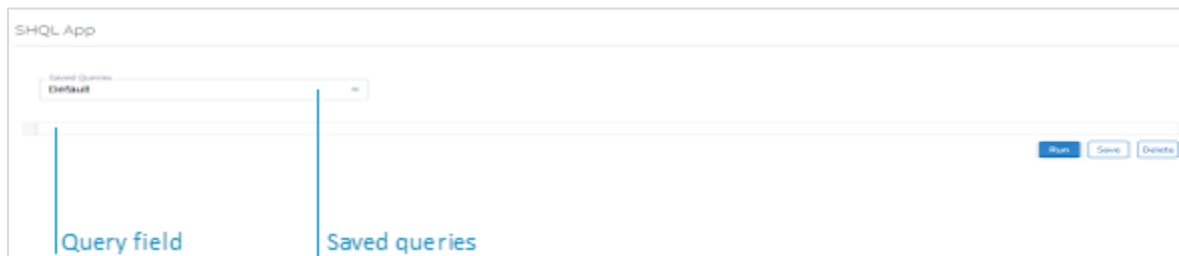 SHQL App
Saved Queries
Default
Run Save Delete
Query field Saved queries